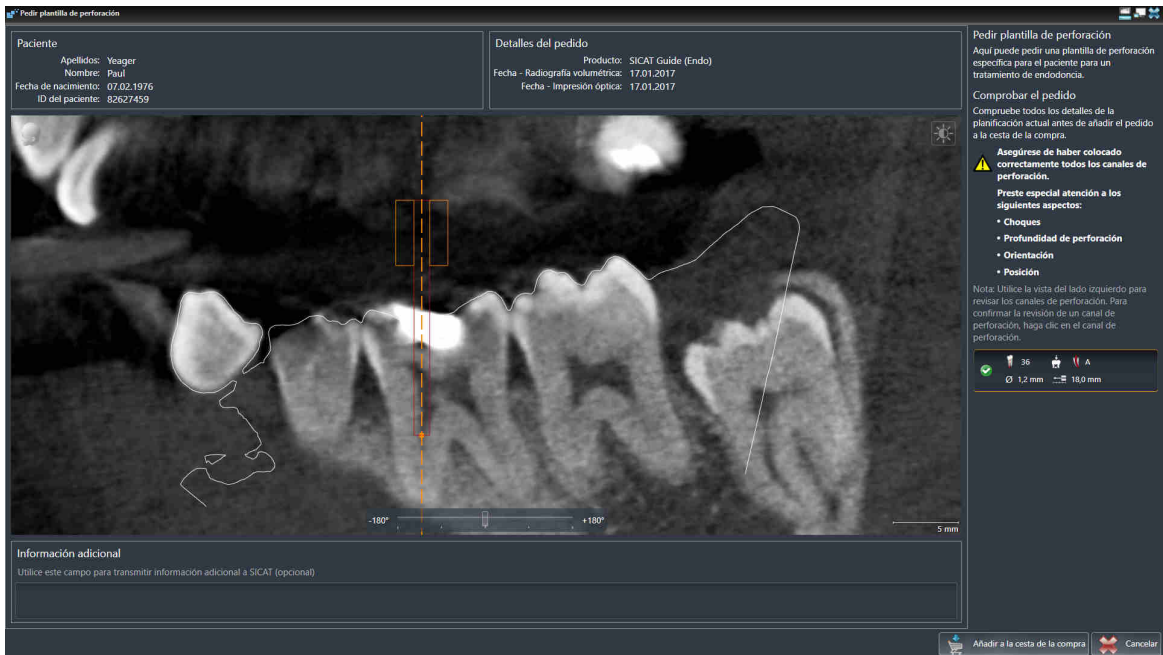 Pedir plantilla de perforación
Paciente
Apellidos: Yeager
Nombre: Paul
Fecha de nacimiento: 07.02.1976
ID del paciente: 82627459
Detalles del pedido
Producto: SICAT Guide (Endo)
Fecha - Radiografía volumétrica: 17.01.2017
Fecha - Impresión óptica: 17.01.2017
-180°
+180°
5 mm
Información adicional
Utilice este campo para transmitir información adicional a SICAT (opcional)
Pedir plantilla de perforación
Aquí puede pedir una plantilla de perforación
específica para el paciente para un
tratamiento de endodoncia.
Comprobar el pedido
Compruebe todos los detalles de la
planificación actual antes de añadir el pedido
a la cesta de la compra.
Asegúrese de haber colocado
correctamente todos los canales de
perforación.
Preste especial atención a los
siguientes aspectos:
• Choques
• Profundidad de perforación
• Orientación
• Posición
Nota: Utilice la vista del lado izquierdo para
revisar los canales de perforación. Para
confirmar la revisión de un canal de
perforación, haga clic en el canal de
perforación.
36 A
Ø 1,2 mm 18,0 mm
Añadir a la cesta de la compra
Cancelar